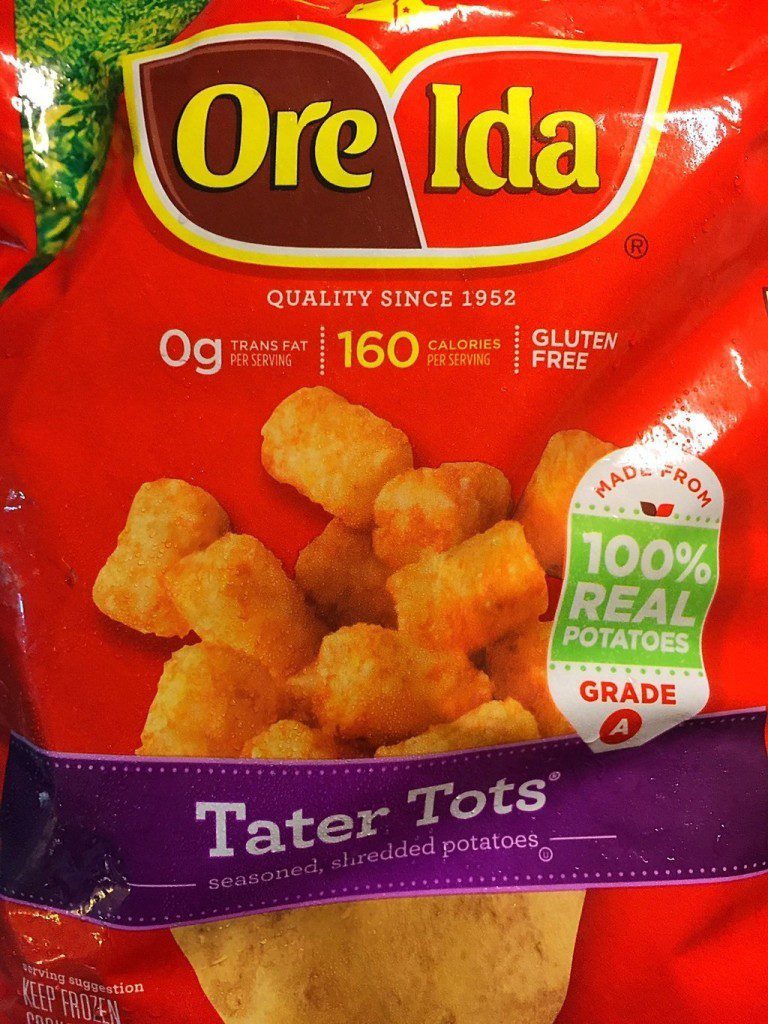 Ore Ida
®
QUALITY SINCE 1952
0g TRANS FAT
PER SERVING
160 CALORIES
PER SERVING
GLUTEN
FREE
MADE FROM
100%
REAL
POTATOES
GRADE
A
Tater Tots®
seasoned, shredded potatoes
serving suggestion
KEEP FROZEN